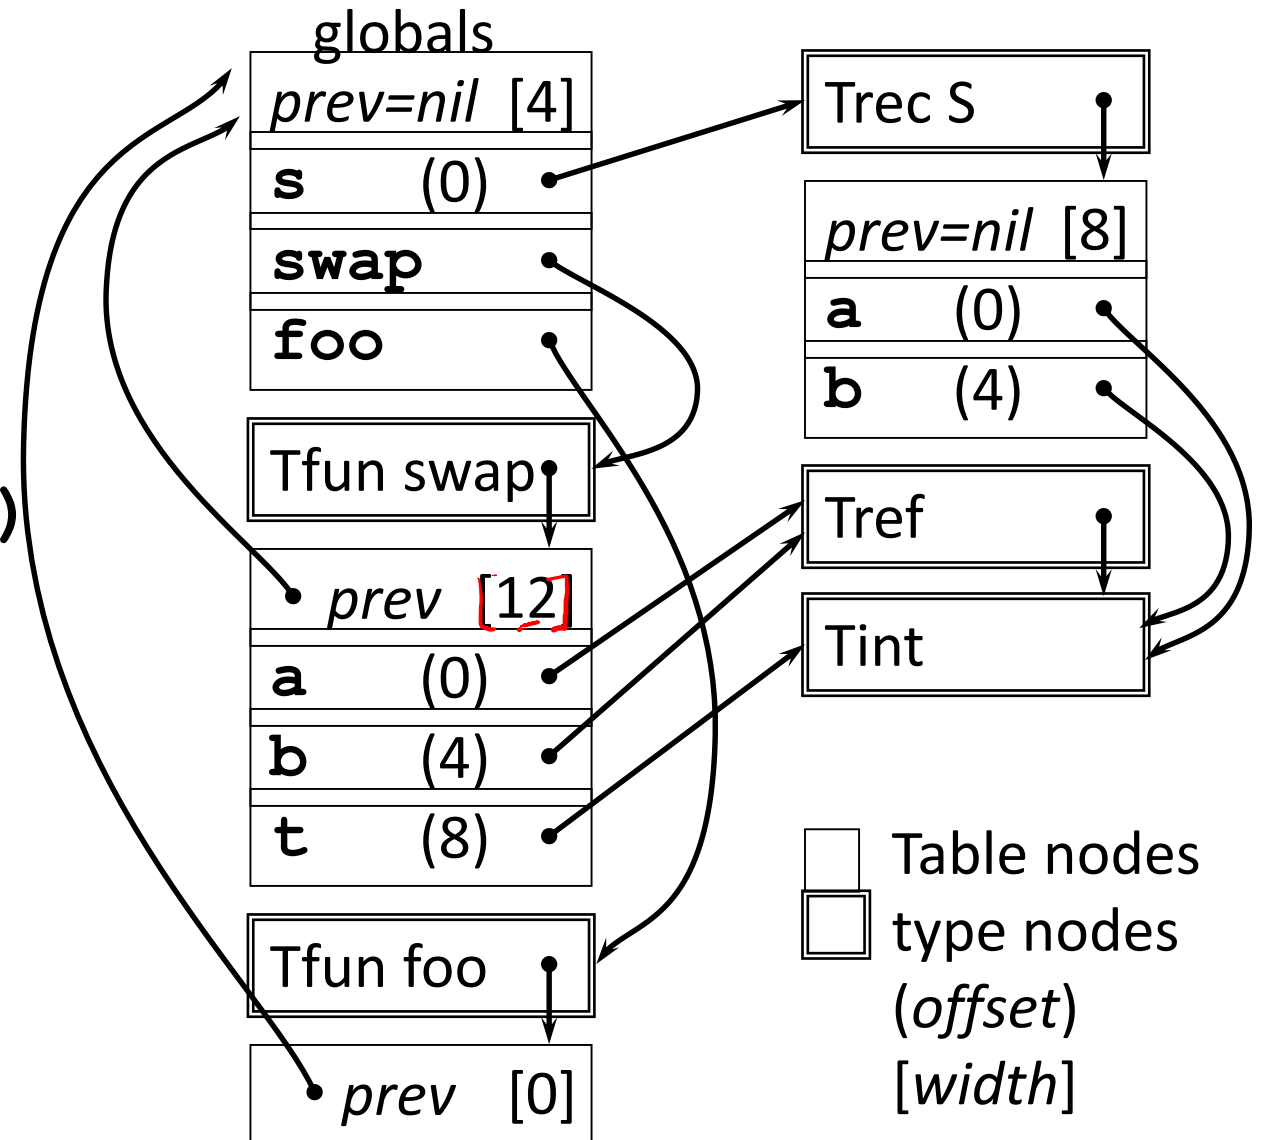 globals
prev=nil [4]
s (0)
swap
foo
Tfun swap
)
prev [12]
a (0)
b (4)
t (8)
Tfun foo
prev [0]
Trec S
prev=nil [8]
a (0)
b (4)
Tref
Tint
Table nodes
type nodes
(offset)
[width]